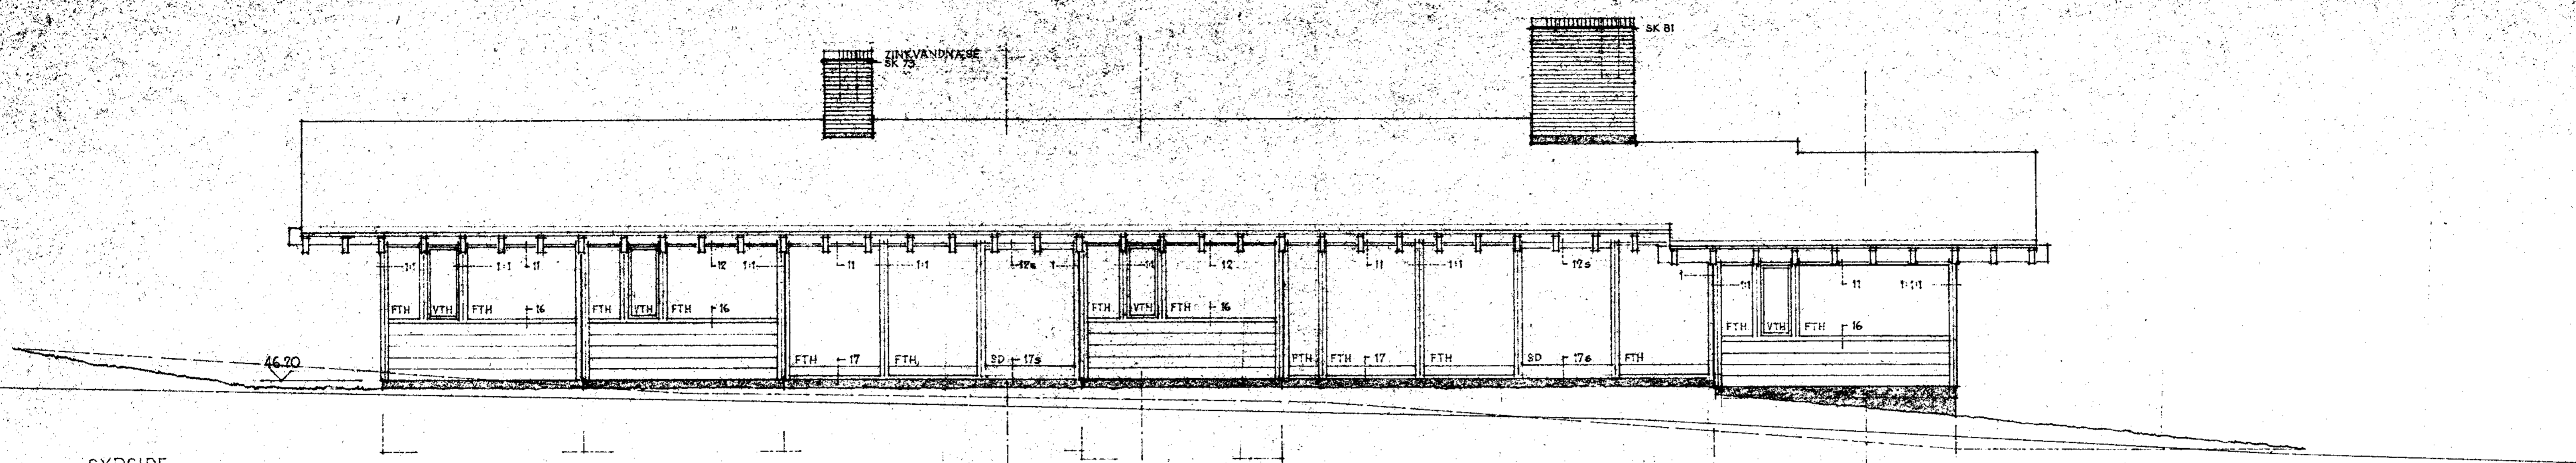 ZINKVANDNÆSE
SK 73
SK 81
1:1 1:1 11 12 1:1 11 1:1 12s 1 11 12 11 1:1 12s 1
1:1 11 1:1:1
FTH VTH FTH 16 FTH VTH FTH 16 FTH VTH FTH 16
FTH VTH FTH 16
FTH 17 FTH SD 17s FTH FTH 17 FTH SD 17s FTH
46.20
SYDSIDE